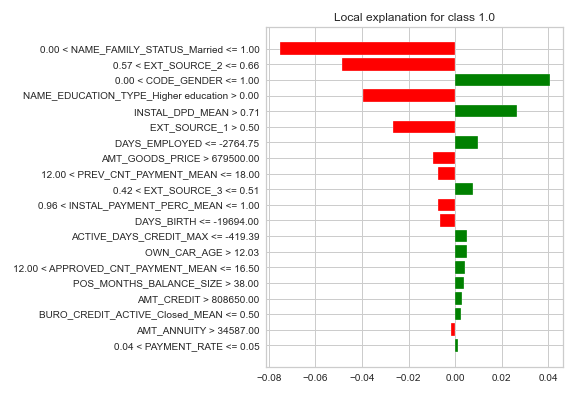 Local explanation for class 1.0
0.00 < NAME_FAMILY_STATUS_Married <= 1.00
0.57 < EXT_SOURCE_2 <= 0.66
0.00 < CODE_GENDER <= 1.00
NAME_EDUCATION_TYPE_Higher education > 0.00
INSTAL_DPD_MEAN > 0.71
EXT_SOURCE_1 > 0.50
DAYS_EMPLOYED <= -2764.75
AMT_GOODS_PRICE > 679500.00
12.00 < PREV_CNT_PAYMENT_MEAN <= 18.00
0.42 < EXT_SOURCE_3 <= 0.51
0.96 < INSTAL_PAYMENT_PERC_MEAN <= 1.00
DAYS_BIRTH <= -19694.00
ACTIVE_DAYS_CREDIT_MAX <= -419.39
OWN_CAR_AGE > 12.03
12.00 < APPROVED_CNT_PAYMENT_MEAN <= 16.50
POS_MONTHS_BALANCE_SIZE > 38.00
AMT_CREDIT > 808650.00
BURO_CREDIT_ACTIVE_Closed_MEAN <= 0.50
AMT_ANNUITY > 34587.00
0.04 < PAYMENT_RATE <= 0.05
−0.08 −0.06 −0.04 −0.02 0.00 0.02 0.04